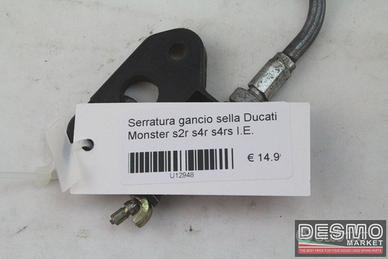 Serratura gancio sella Ducati
Monster s2r s4r s4rs I.E.
€ 14.9
U12948
DESMO
MARKET